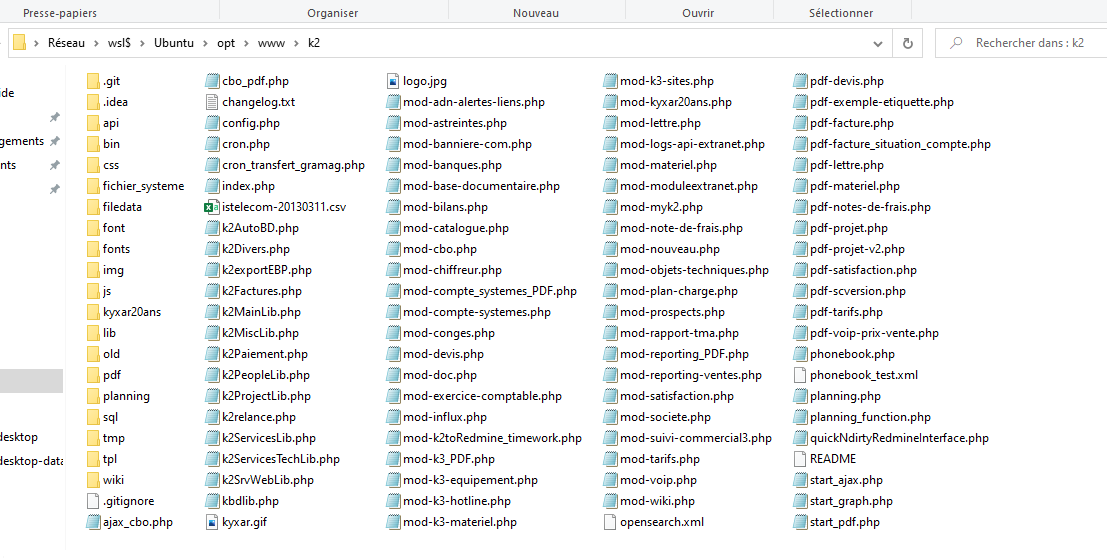 Presse-papiers
Organiser
Nouveau
Ouvrir
Sélectionner
Réseau > wsl$ > Ubuntu > opt > www > k2
Rechercher dans : k2
ide
gements
nts
desktop
desktop-data
.git
.idea
api
bin
css
fichier_systeme
filedata
font
fonts
img
js
kyxar20ans
lib
old
pdf
planning
sql
tmp
tpl
wiki
.gitignore
ajax_cbo.php
cbo_pdf.php
changelog.txt
config.php
cron.php
cron_transfert_gramag.php
index.php
istelecom-20130311.csv
k2AutoBD.php
k2Divers.php
k2exportEBP.php
k2Factures.php
k2MainLib.php
k2MiscLib.php
k2Paiement.php
k2PeopleLib.php
k2ProjectLib.php
k2relance.php
k2ServicesLib.php
k2ServicesTechLib.php
k2SrvWebLib.php
kbdlib.php
kyxar.gif
logo.jpg
mod-adn-alertes-liens.php
mod-astreintes.php
mod-banniere-com.php
mod-banques.php
mod-base-documentaire.php
mod-bilans.php
mod-catalogue.php
mod-cbo.php
mod-chiffreur.php
mod-compte_systemes_PDF.php
mod-compte-systemes.php
mod-conges.php
mod-devis.php
mod-doc.php
mod-exercice-comptable.php
mod-influx.php
mod-k2toRedmine_timework.php
mod-k3_PDF.php
mod-k3-equipement.php
mod-k3-hotline.php
mod-k3-materiel.php
mod-k3-sites.php
mod-kyxar20ans.php
mod-lettre.php
mod-logs-api-extranet.php
mod-materiel.php
mod-moduleextranet.php
mod-myk2.php
mod-note-de-frais.php
mod-nouveau.php
mod-objets-techniques.php
mod-plan-charge.php
mod-prospects.php
mod-rapport-tma.php
mod-reporting_PDF.php
mod-reporting-ventes.php
mod-satisfaction.php
mod-societe.php
mod-suivi-commercial3.php
mod-tarifs.php
mod-voip.php
mod-wiki.php
opensearch.xml
pdf-devis.php
pdf-exemple-etiquette.php
pdf-facture.php
pdf-facture_situation_compte.php
pdf-lettre.php
pdf-materiel.php
pdf-notes-de-frais.php
pdf-projet.php
pdf-projet-v2.php
pdf-satisfaction.php
pdf-scversion.php
pdf-tarifs.php
pdf-voip-prix-vente.php
phonebook.php
phonebook_test.xml
planning.php
planning_function.php
quickNdirtyRedmineInterface.php
README
start_ajax.php
start_graph.php
start_pdf.php